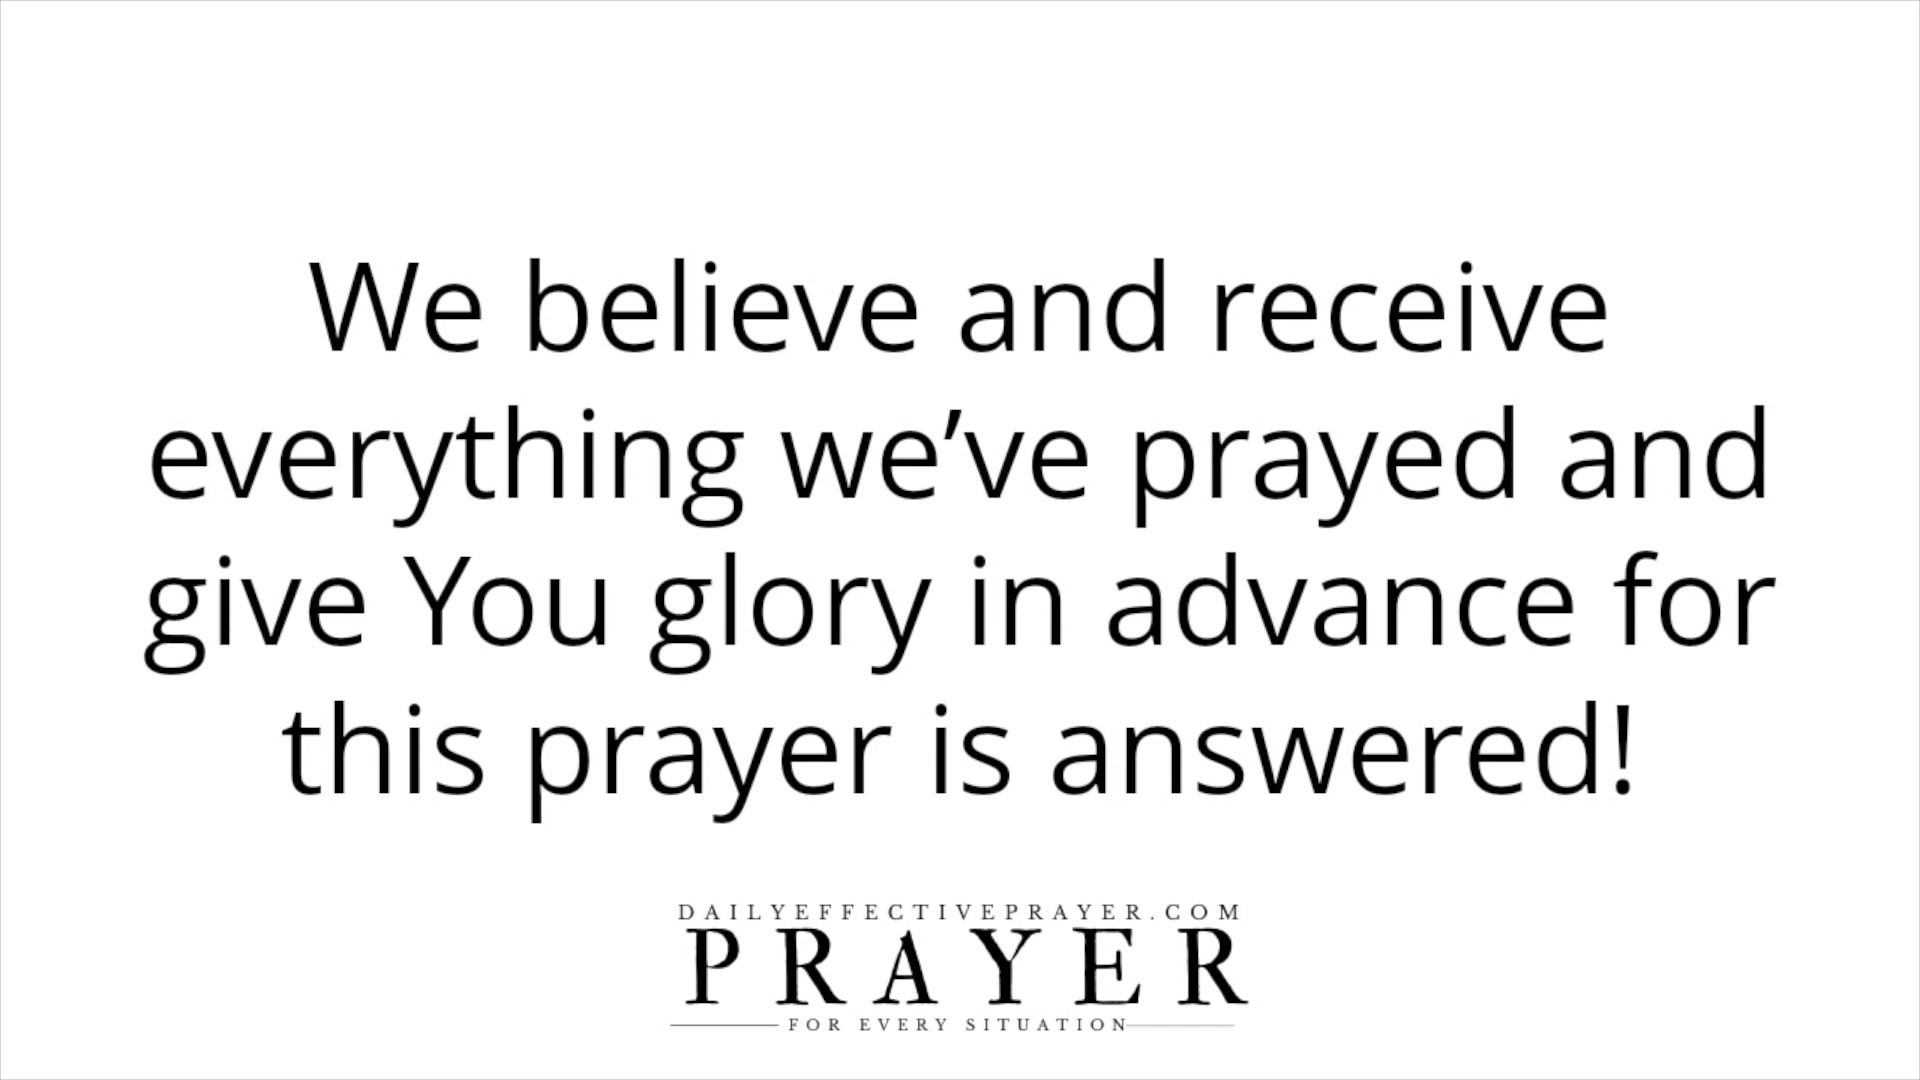 We believe and receive
everything we’ve prayed and
give You glory in advance for
this prayer is answered!
DAILYEFFECTIVEPRAYER.COM
PRAYER
FOR EVERY SITUATION